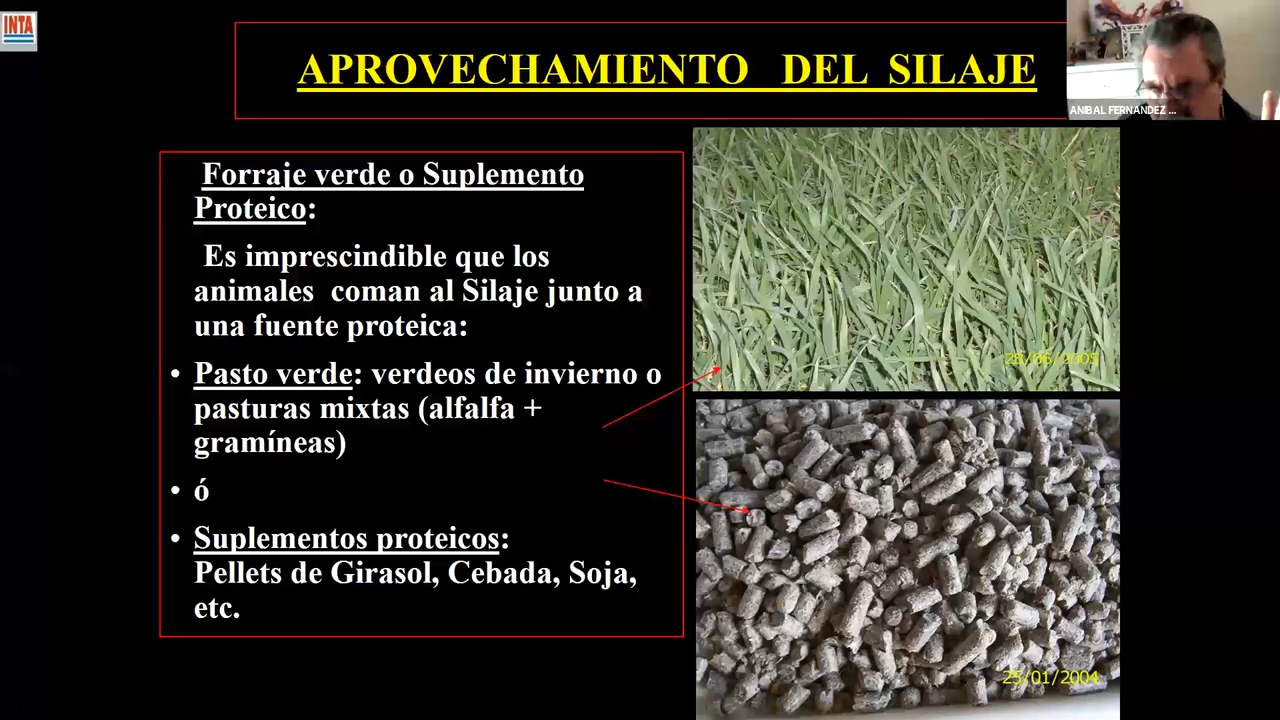 INTA
APROVECHAMIENTO DEL SILAJE
ANIBAL FERNANDEZ ...
Forraje verde o Suplemento
Proteico:
Es imprescindible que los
animales coman al Silaje junto a
una fuente proteica:
• Pasto verde: verdeos de invierno o
pasturas mixtas (alfalfa +
gramíneas)
• ó
• Suplementos proteicos:
Pellets de Girasol, Cebada, Soja,
etc.
28/06/2005
23/01/2004